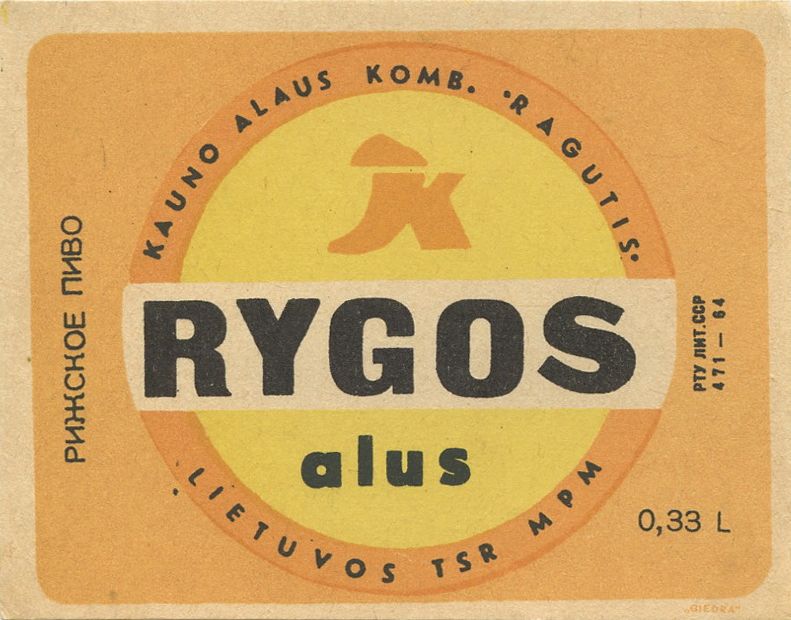 KAUNO ALAUS KOMB. "RAGUTIS"
RYGOS
alus
LIETUVOS TSR MPM
РИЖСКОЕ ПИВО
РТУ ЛИТ.ССР
471-64
0,33 L
„GIEDRA"